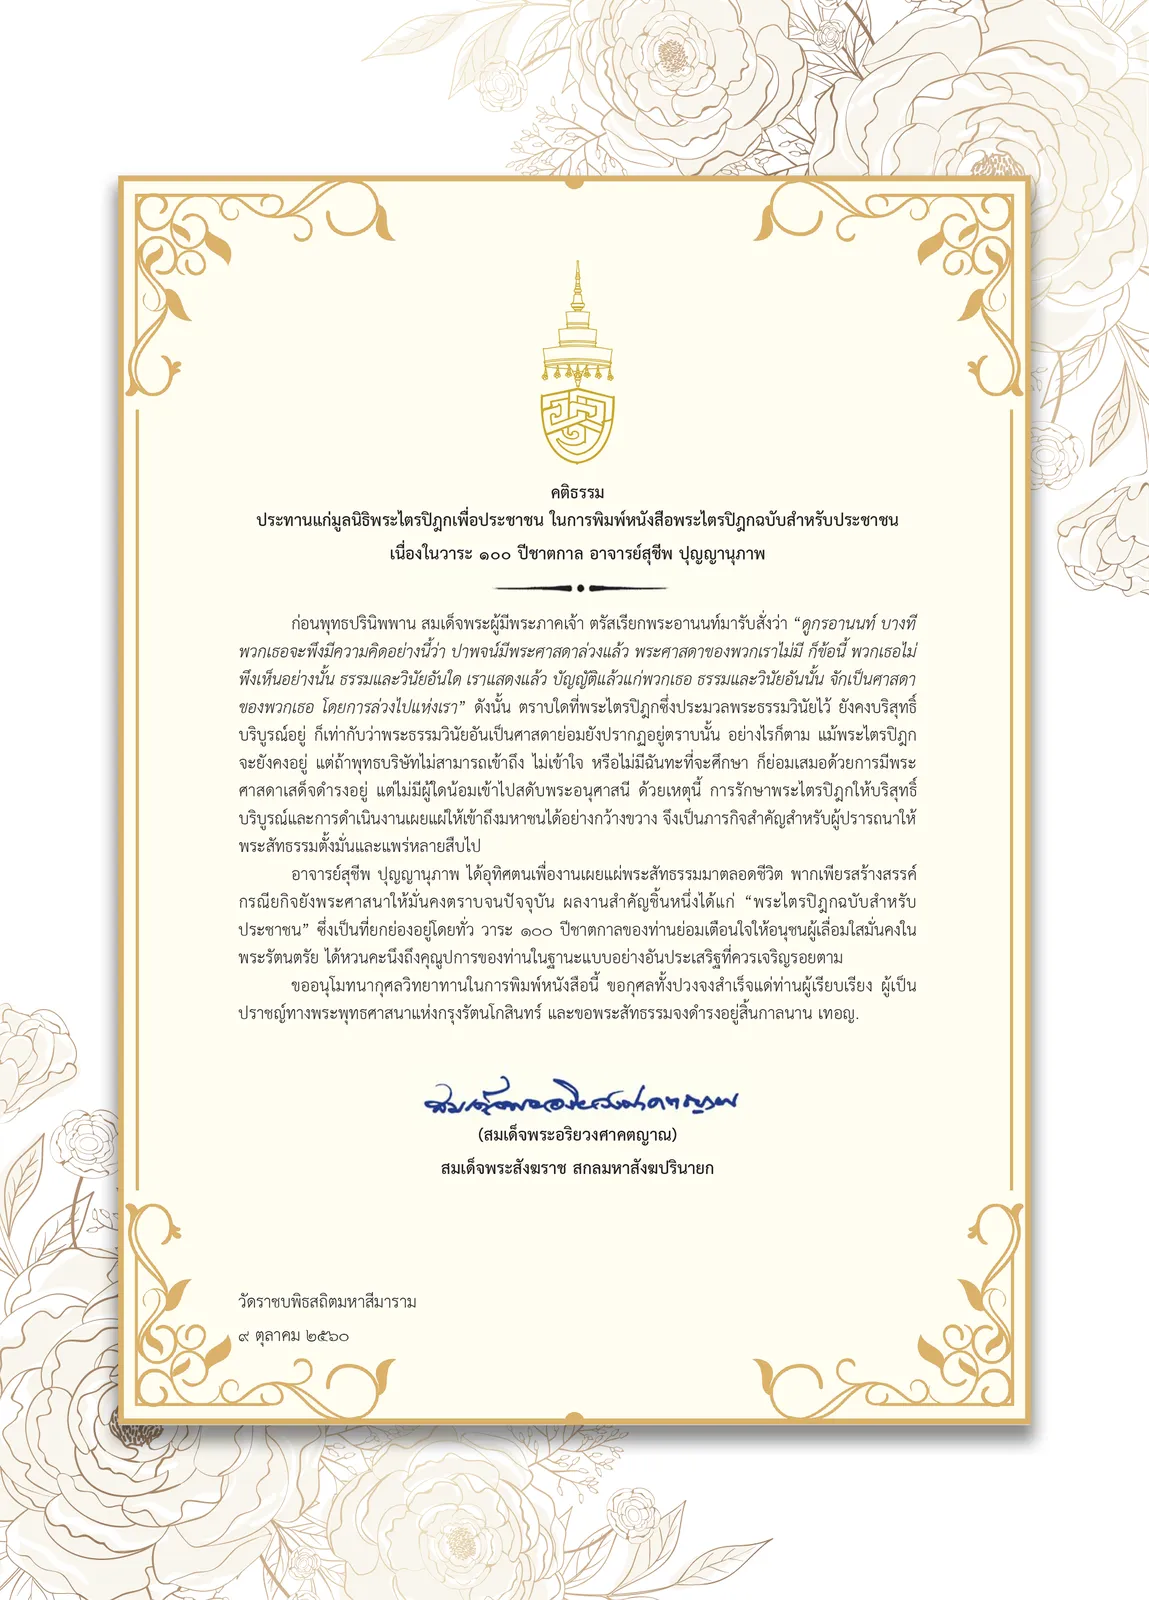 คติธรรม
ประทานแก่มูลนิธิพระไตรปิฎกเพื่อประชาชน ในการพิมพ์หนังสือพระไตรปิฎกฉบับสำหรับประชาชน
เนื่องในวาระ ๑๐๐ ปีชาตกาล อาจารย์สุชีพ ปุญญานุภาพ
ก่อนพุทธปรินิพพาน สมเด็จพระผู้มีพระภาคเจ้า ตรัสเรียกพระอานนท์มารับสั่งว่า “ดูกรอานนท์ บางที
พวกเธอจะพึงมีความคิดอย่างนี้ว่า ปาพจน์มีพระศาสดาล่วงแล้ว พระศาสดาของพวกเราไม่มี ก็ข้อนี้ พวกเธอไม่
พึงเห็นอย่างนั้น ธรรมและวินัยอันใด เราแสดงแล้ว บัญญัติแล้วแก่พวกเธอ ธรรมและวินัยอันนั้น จักเป็นศาสดา
ของพวกเธอ โดยการล่วงไปแห่งเรา” ดังนั้น ตราบใดที่พระไตรปิฎกซึ่งประมวลพระธรรมวินัยไว้ ยังคงบริสุทธิ์
บริบูรณ์อยู่ ก็เท่ากับว่าพระธรรมวินัยอันเป็นศาสดาย่อมยังปรากฏอยู่ตราบนั้น อย่างไรก็ตาม แม้พระไตรปิฎก
จะยังคงอยู่ แต่ถ้าพุทธบริษัทไม่สามารถเข้าถึง ไม่เข้าใจ หรือไม่มีฉันทะที่จะศึกษา ก็ย่อมเสมอด้วยการมีพระ
ศาสดาเสด็จดำรงอยู่ แต่ไม่มีผู้ใดน้อมเข้าไปสดับพระอนุศาสนี ด้วยเหตุนี้ การรักษาพระไตรปิฎกให้บริสุทธิ์
บริบูรณ์และการดำเนินงานเผยแผ่ให้เข้าถึงมหาชนได้อย่างกว้างขวาง จึงเป็นภารกิจสำคัญสำหรับผู้ปรารถนาให้
พระสัทธรรมตั้งมั่นและแพร่หลายสืบไป
อาจารย์สุชีพ ปุญญานุภาพ ได้อุทิศตนเพื่องานเผยแผ่พระสัทธรรมมาตลอดชีวิต พากเพียรสร้างสรรค์
กรณียกิจยังพระศาสนาให้มั่นคงตราบจนปัจจุบัน ผลงานสำคัญชิ้นหนึ่งได้แก่ “พระไตรปิฎกฉบับสำหรับ
ประชาชน” ซึ่งเป็นที่ยกย่องอยู่โดยทั่ว วาระ ๑๐๐ ปีชาตกาลของท่านย่อมเตือนใจให้อนุชนผู้เลื่อมใสมั่นคงใน
พระรัตนตรัย ได้หวนคะนึงถึงคุณูปการของท่านในฐานะแบบอย่างอันประเสริฐที่ควรเจริญรอยตาม
ขออนุโมทนากุศลวิทยาทานในการพิมพ์หนังสือนี้ ขอกุศลทั้งปวงจงสำเร็จแด่ท่านผู้เรียบเรียง ผู้เป็น
ปราชญ์ทางพระพุทธศาสนาแห่งกรุงรัตนโกสินทร์ และขอพระสัทธรรมจงดำรงอยู่สิ้นกาลนาน เทอญ.
สมเด็จพระอริยวงศาคตญาณ
(สมเด็จพระอริยวงศาคตญาณ)
สมเด็จพระสังฆราช สกลมหาสังฆปรินายก
วัดราชบพิธสถิตมหาสีมาราม
๙ ตุลาคม ๒๕๖๐